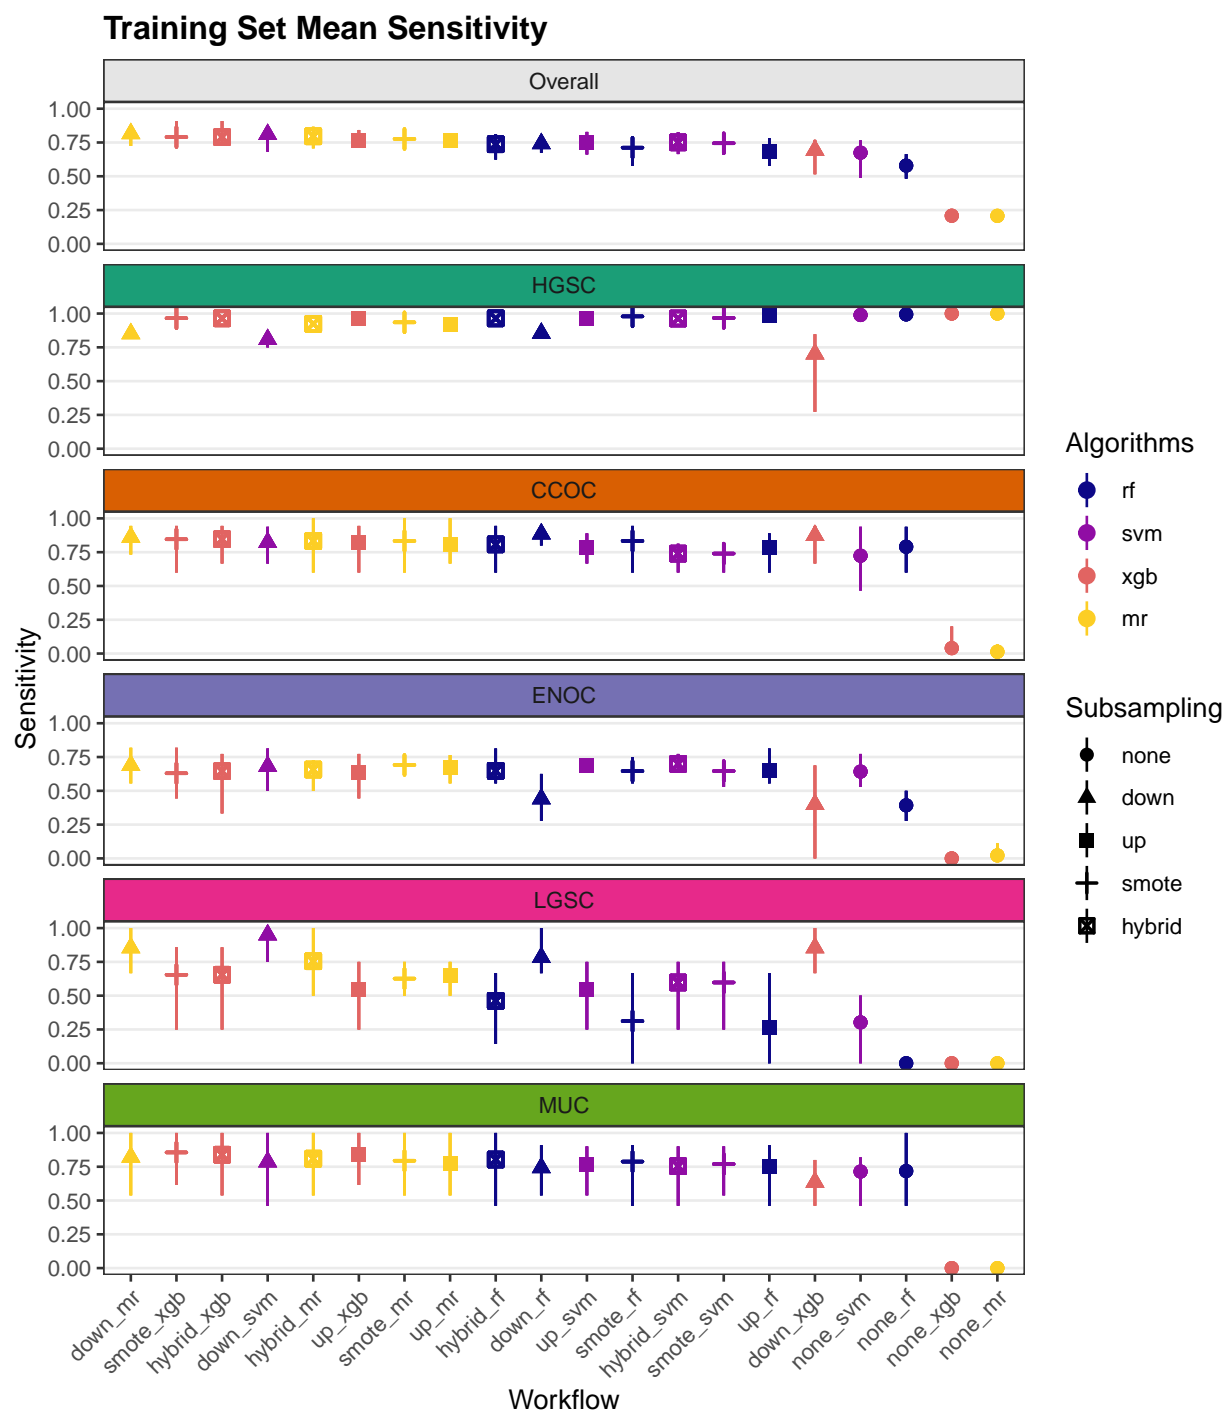 Training Set Mean Sensitivity
Overall
1.00
0.75
0.50
0.25
0.00
HGSC
1.00
0.75
0.50
0.25
0.00
CCOC
1.00
0.75
0.50
0.25
0.00
ENOC
1.00
0.75
0.50
0.25
0.00
LGSC
1.00
0.75
0.50
0.25
0.00
MUC
1.00
0.75
0.50
0.25
0.00
Sensitivity
down_mr
smote_xgb
hybrid_xgb
down_svm
hybrid_mr
up_xgb
smote_mr
up_mr
hybrid_rf
down_rf
up_svm
smote_rf
hybrid_svm
smote_svm
up_rf
down_xgb
none_svm
none_rf
none_xgb
none_mr
Workflow
Algorithms
rf
svm
xgb
mr
Subsampling
none
down
up
smote
hybrid